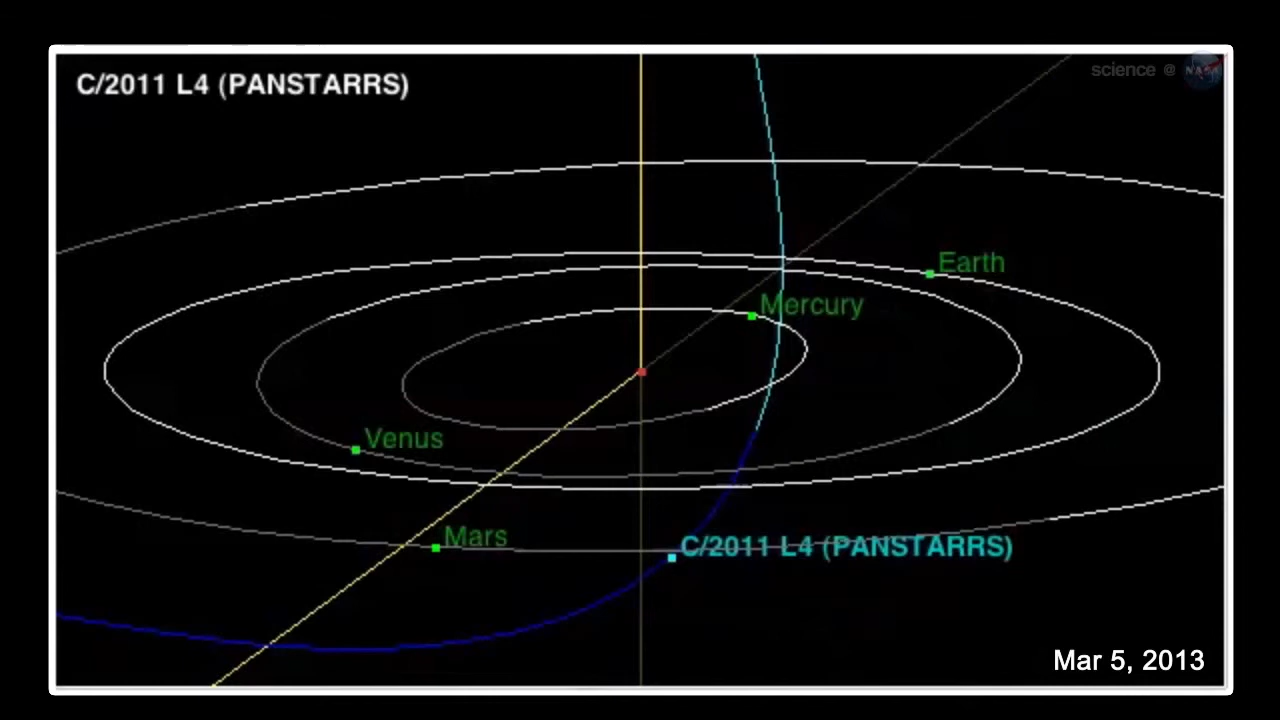 C/2011 L4 (PANSTARRS)
science @ NASA
Earth
Mercury
Venus
Mars
C/2011 L4 (PANSTARRS)
Mar 5, 2013